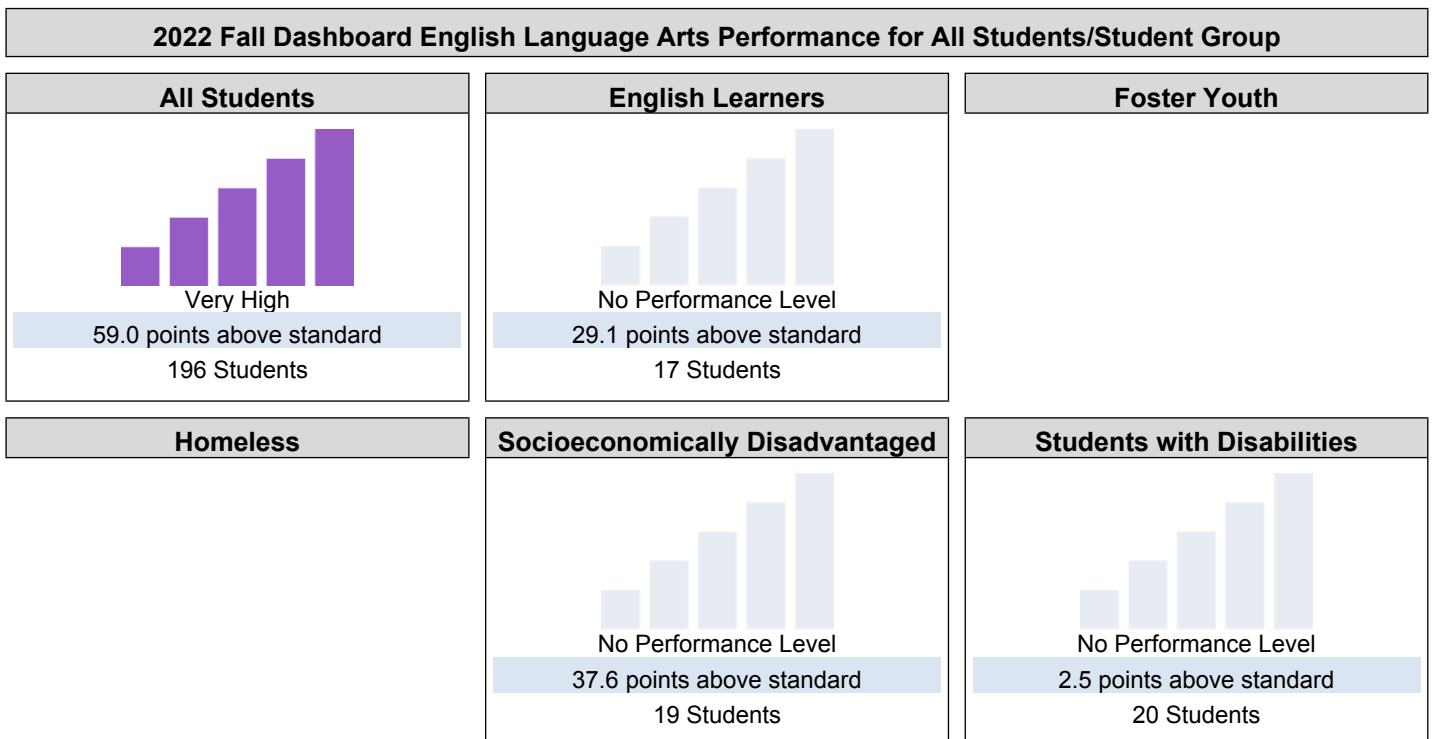 2022 Fall Dashboard English Language Arts Performance for All Students/Student Group
All Students
Very High
59.0 points above standard
196 Students
English Learners
No Performance Level
29.1 points above standard
17 Students
Foster Youth
Homeless
Socioeconomically Disadvantaged
No Performance Level
37.6 points above standard
19 Students
Students with Disabilities
No Performance Level
2.5 points above standard
20 Students